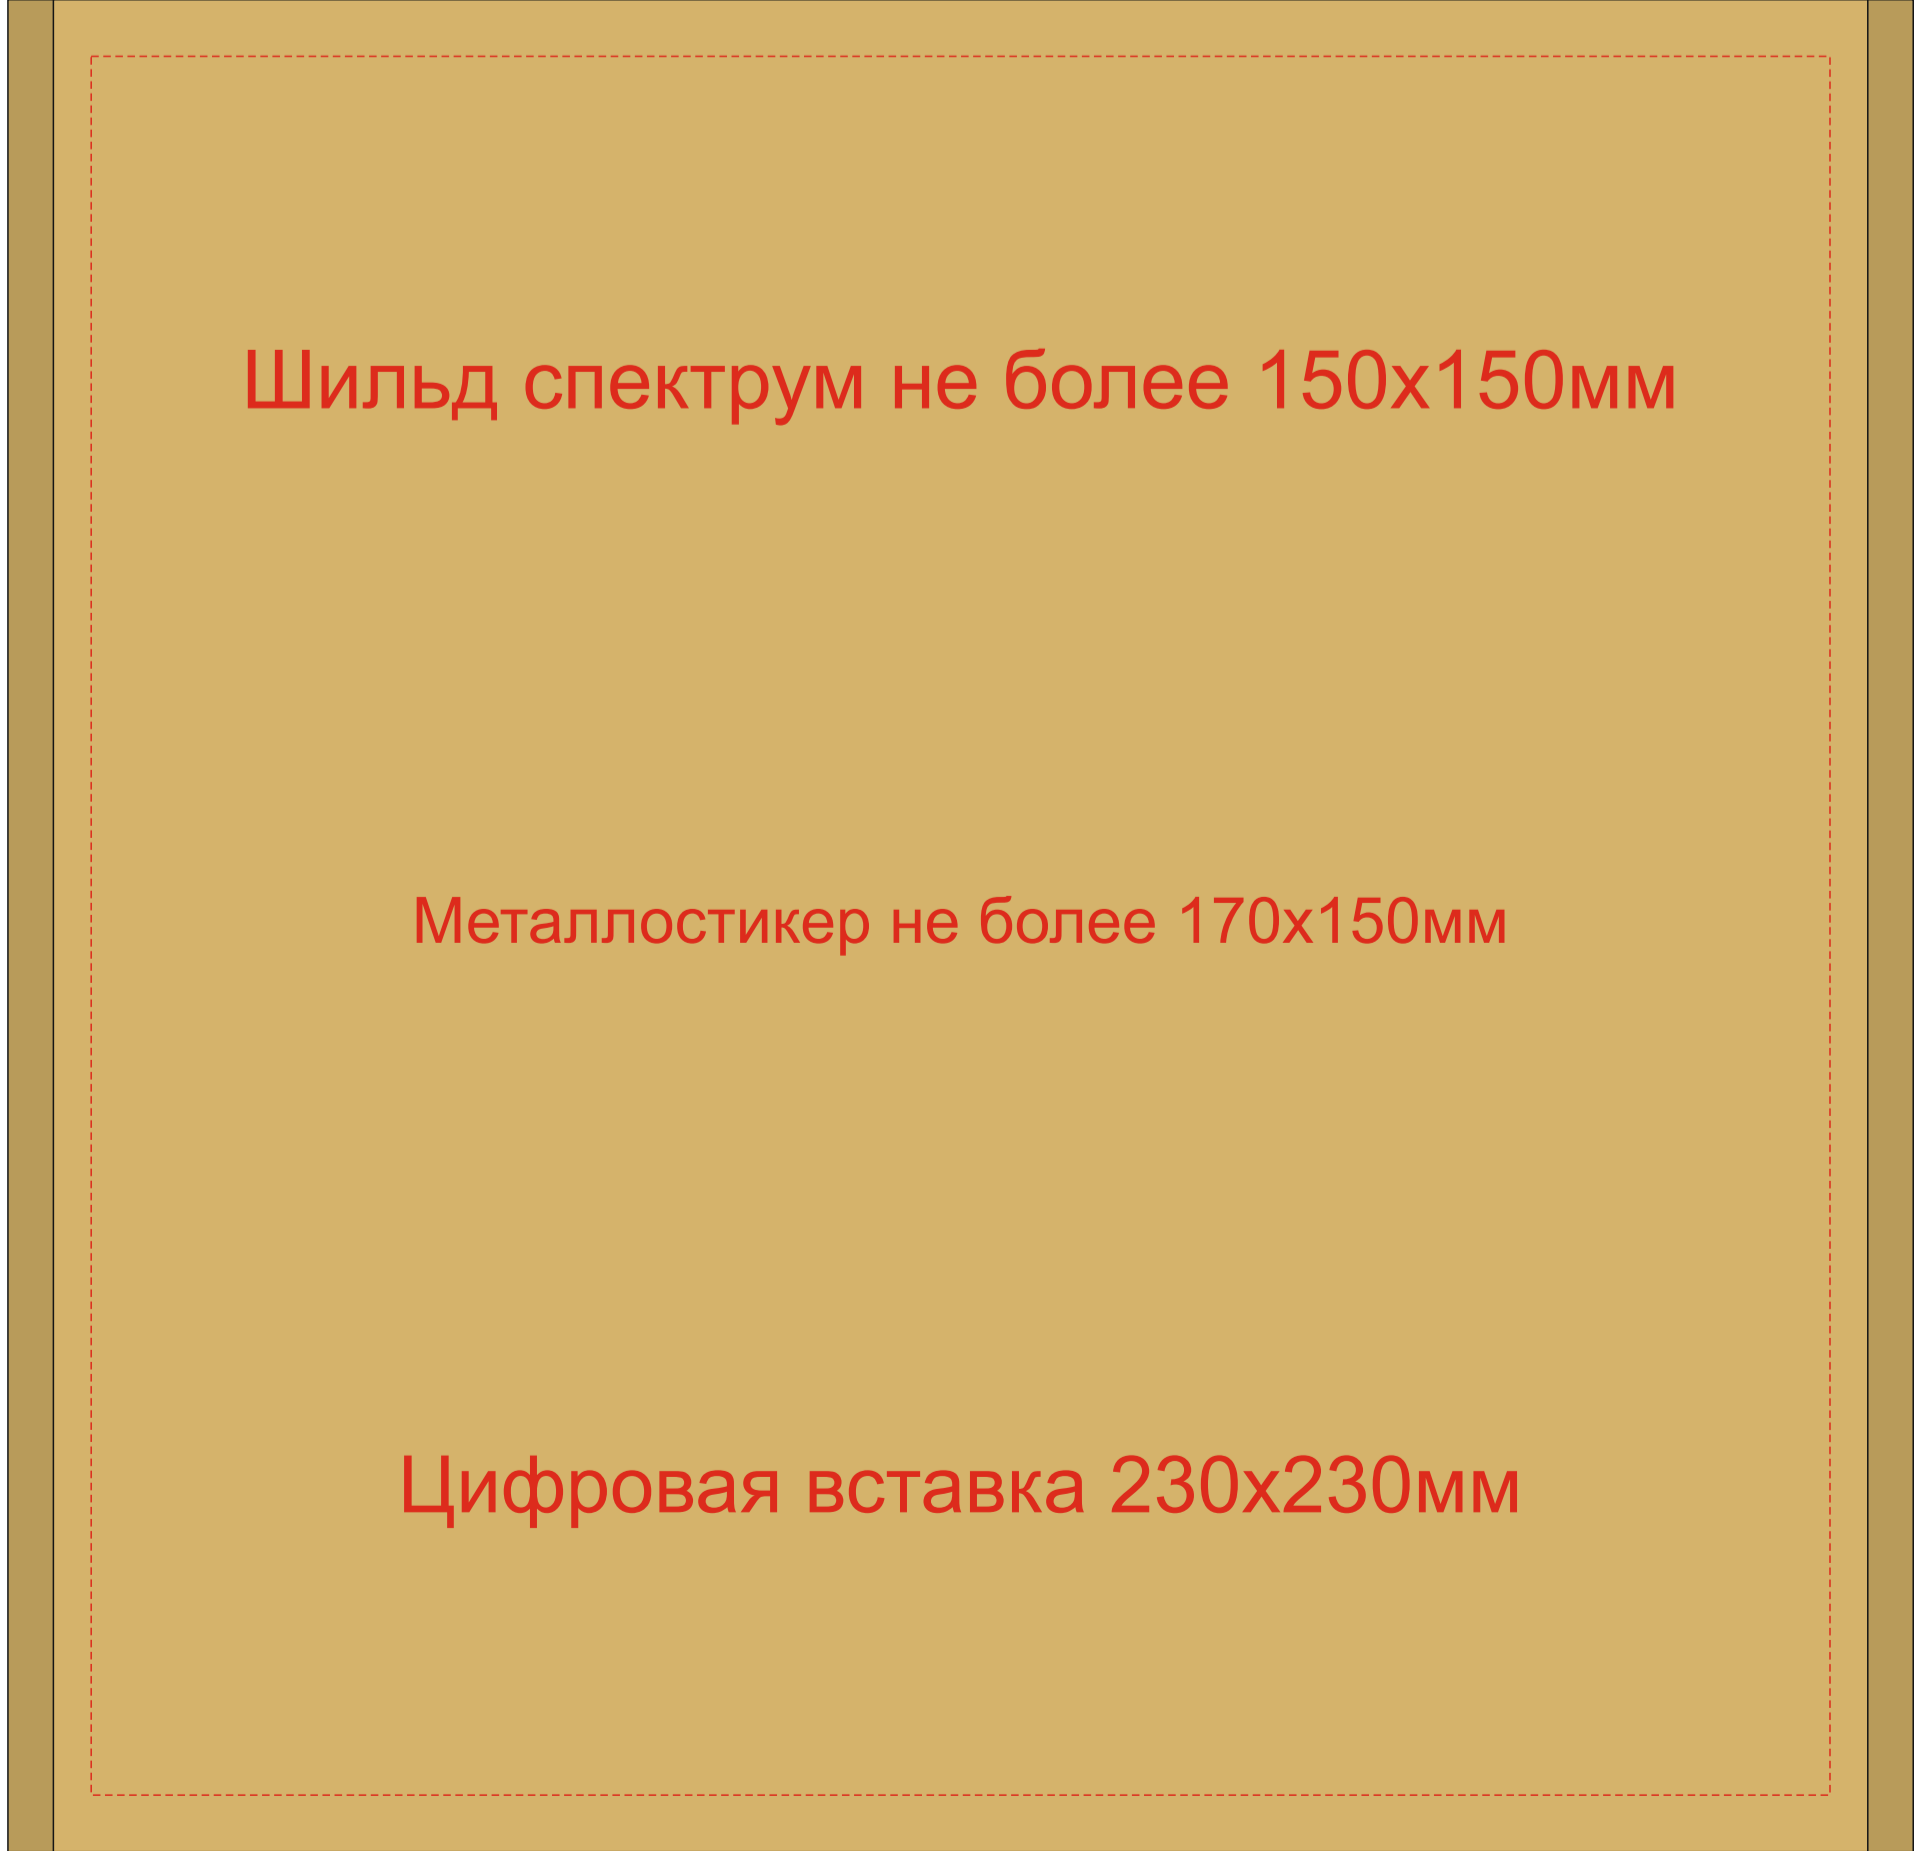 Шильд спектрум не более 150х150мм
Металлостикер не более 170х150мм
Цифровая вставка 230х230мм